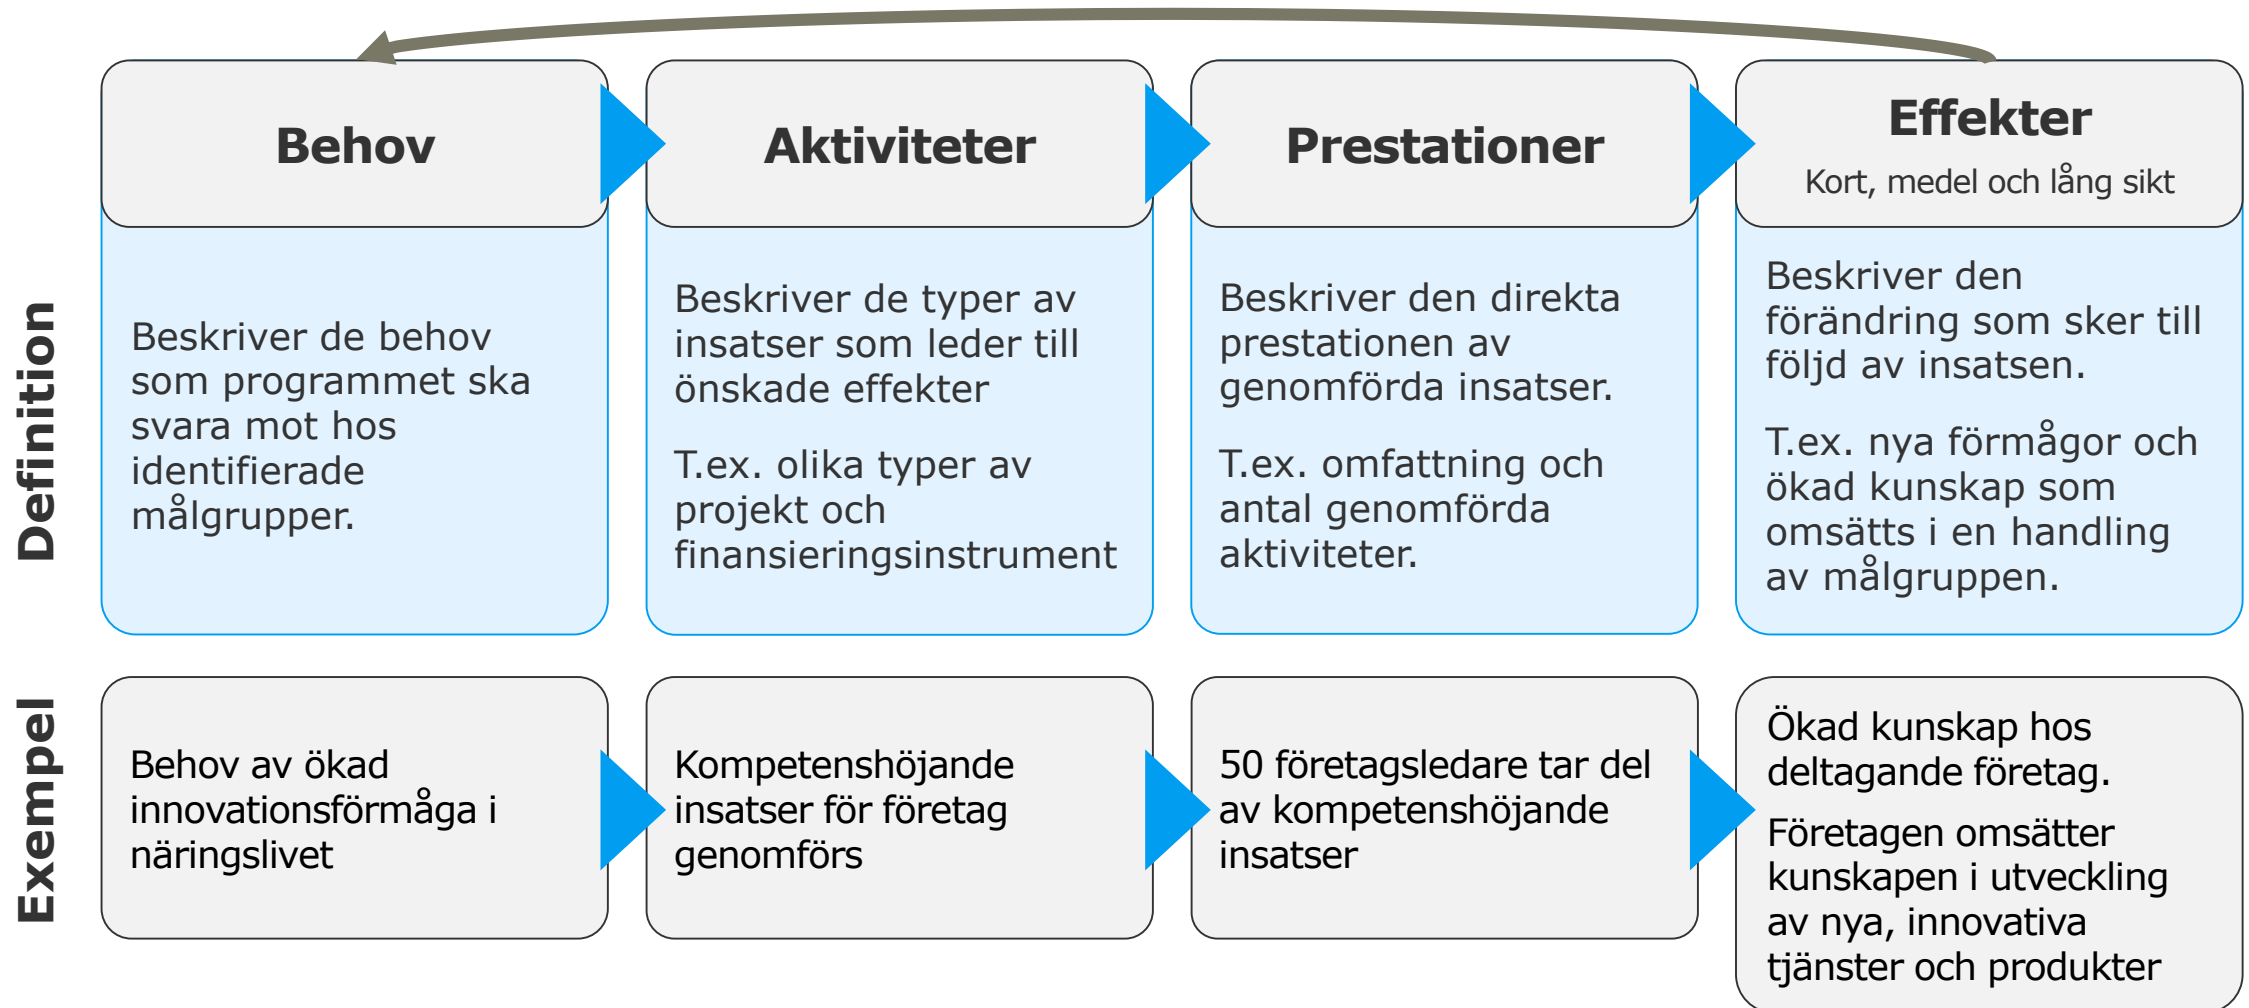 Behov
Aktiviteter
Prestationer
Effekter
Kort, medel och lång sikt
Definition
Beskriver de behov
som programmet ska
svara mot hos
identifierade
målgrupper.
Beskriver de typer av
insatser som leder till
önskade effekter
T.ex. olika typer av
projekt och
finansieringsinstrument
Beskriver den direkta
prestationen av
genomförda insatser.
T.ex. omfattning och
antal genomförda
aktiviteter.
Beskriver den
förändring som sker till
följd av insatsen.
T.ex. nya förmågor och
ökad kunskap som
omsätts i en handling
av målgruppen.
Exempel
Behov av ökad
innovationsförmåga i
näringslivet
Kompetenshöjande
insatser för företag
genomförs
50 företagsledare tar del
av kompetenshöjande
insatser
Ökad kunskap hos
deltagande företag.
Företagen omsätter
kunskapen i utveckling
av nya, innovativa
tjänster och produkter